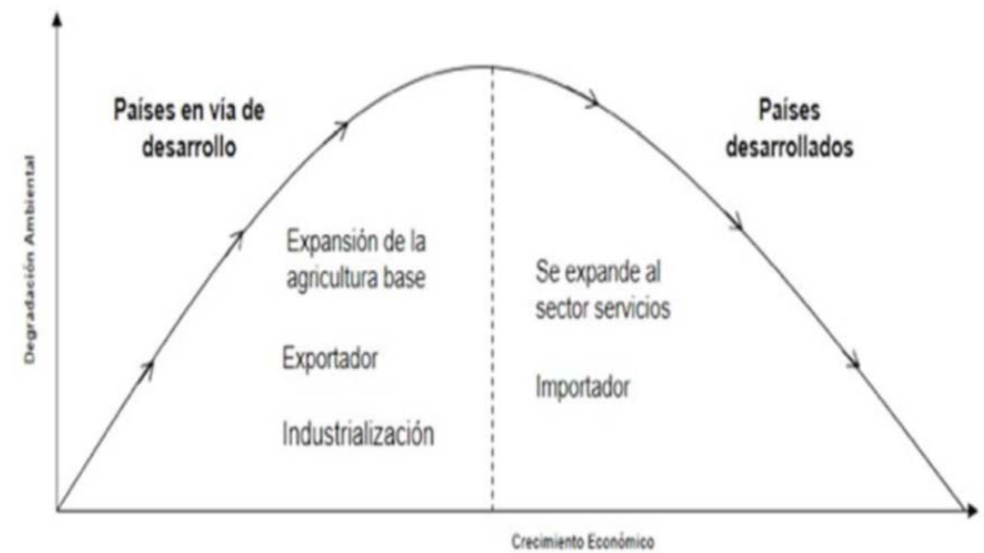 Países en vía de
desarrollo
Países
desarrollados
Degradación Ambiental
Expansión de la
agricultura base
Exportador
Industrialización
Se expande al
sector servicios
Importador
Crecimiento Económico